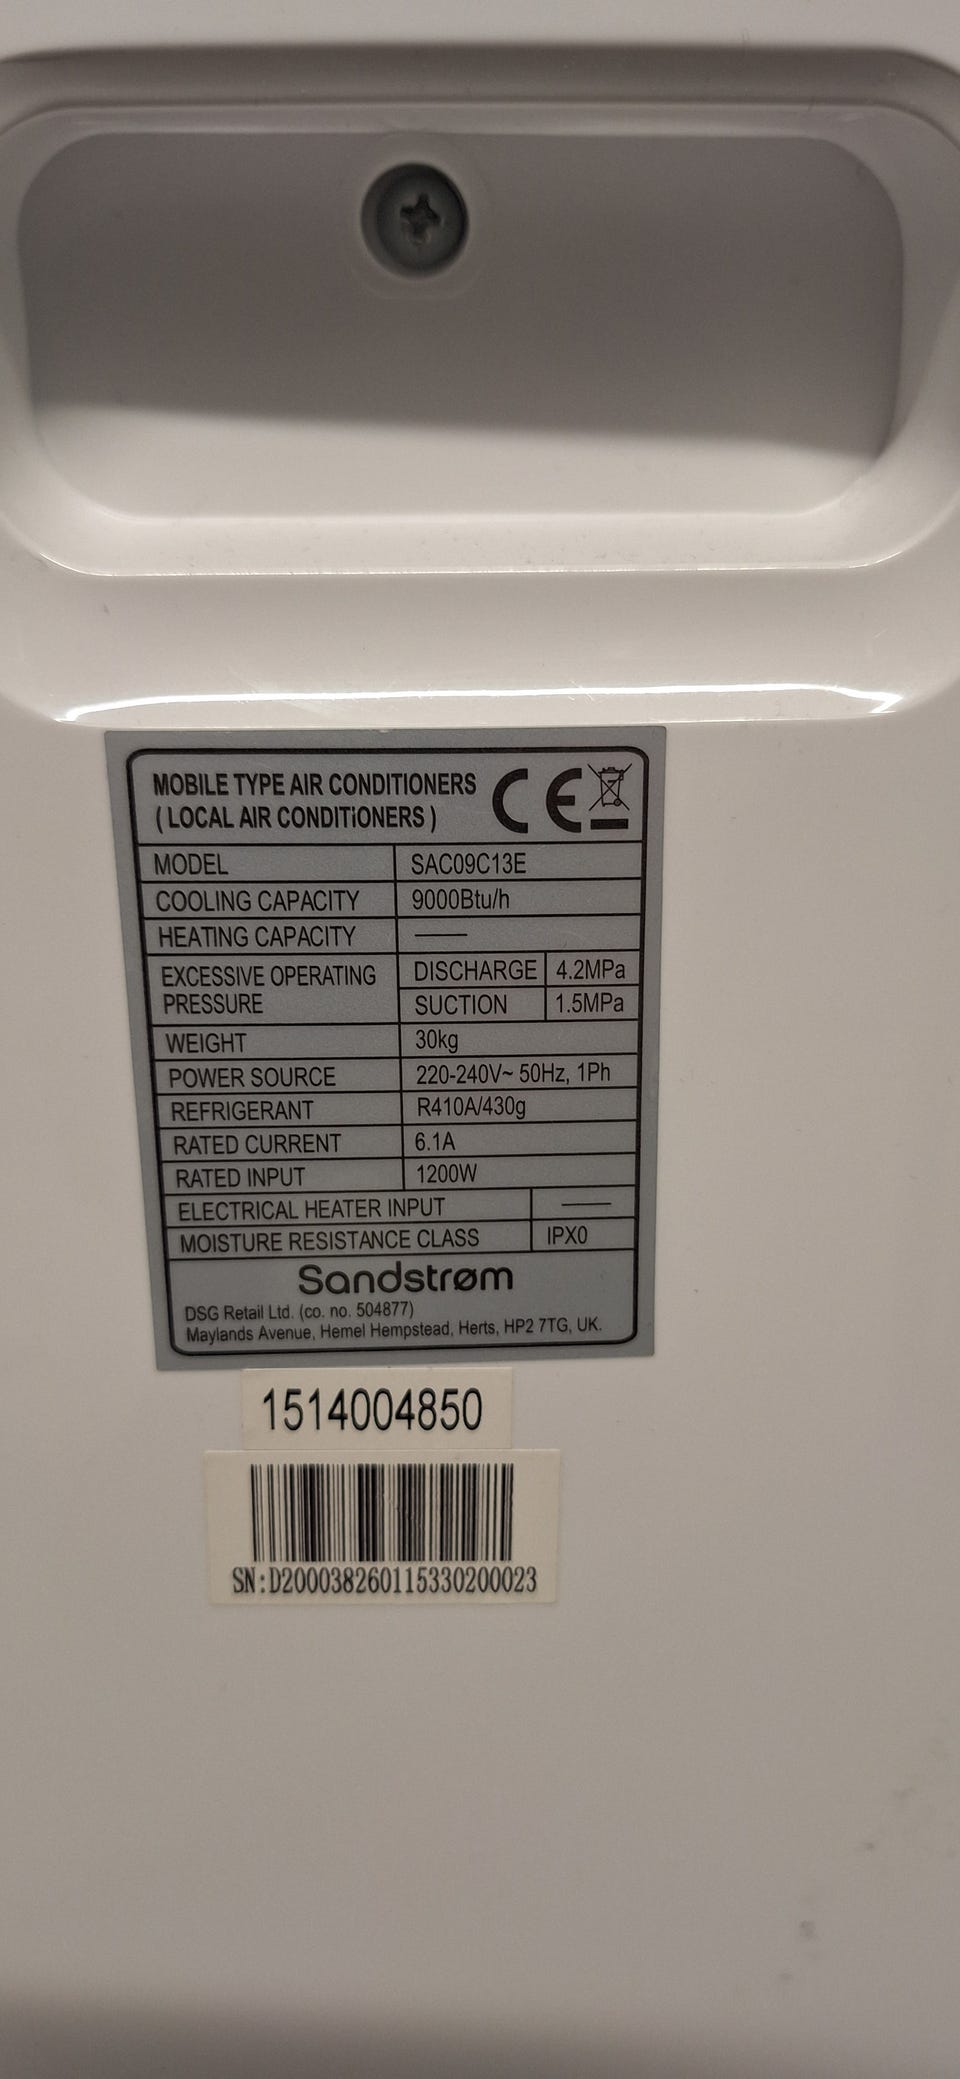 MOBILE TYPE AIR CONDITIONERS
( LOCAL AIR CONDITIONERS )
CE
MODEL SAC09C13E
COOLING CAPACITY 9000Btu/h
HEATING CAPACITY ——
EXCESSIVE OPERATING PRESSURE DISCHARGE 4.2MPa
SUCTION 1.5MPa
WEIGHT 30kg
POWER SOURCE 220-240V~ 50Hz, 1Ph
REFRIGERANT R410A/430g
RATED CURRENT 6.1A
RATED INPUT 1200W
ELECTRICAL HEATER INPUT ——
MOISTURE RESISTANCE CLASS IPX0
Sandstrøm
DSG Retail Ltd. (co. no. 504877)
Maylands Avenue, Hemel Hempstead, Herts, HP2 7TG, UK.
1514004850
SN:D200038260115330200023